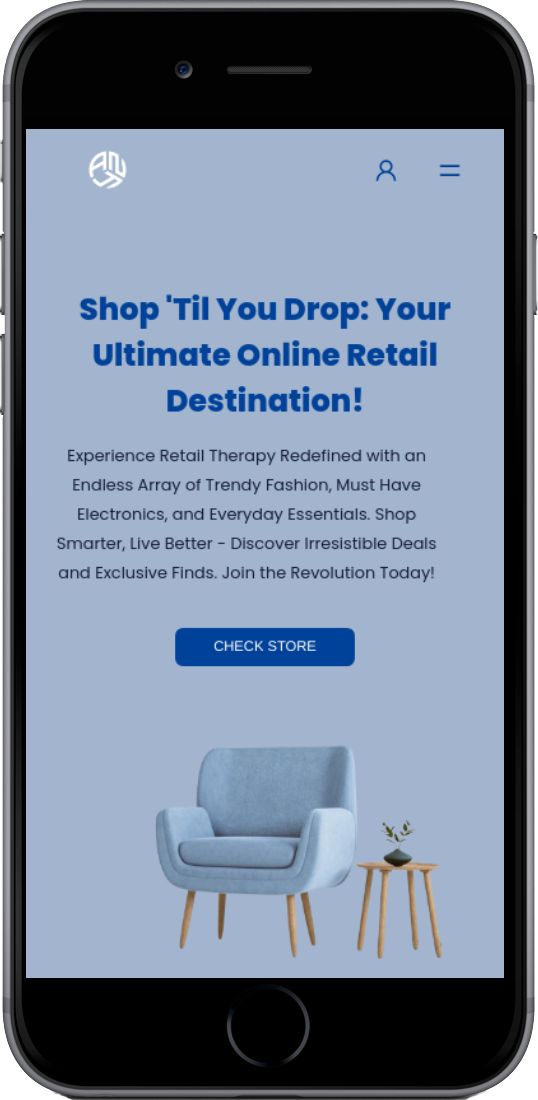 Shop 'Til You Drop: Your
Ultimate Online Retail
Destination!
Experience Retail Therapy Redefined with an
Endless Array of Trendy Fashion, Must Have
Electronics, and Everyday Essentials. Shop
Smarter, Live Better - Discover Irresistible Deals
and Exclusive Finds. Join the Revolution Today!
CHECK STORE